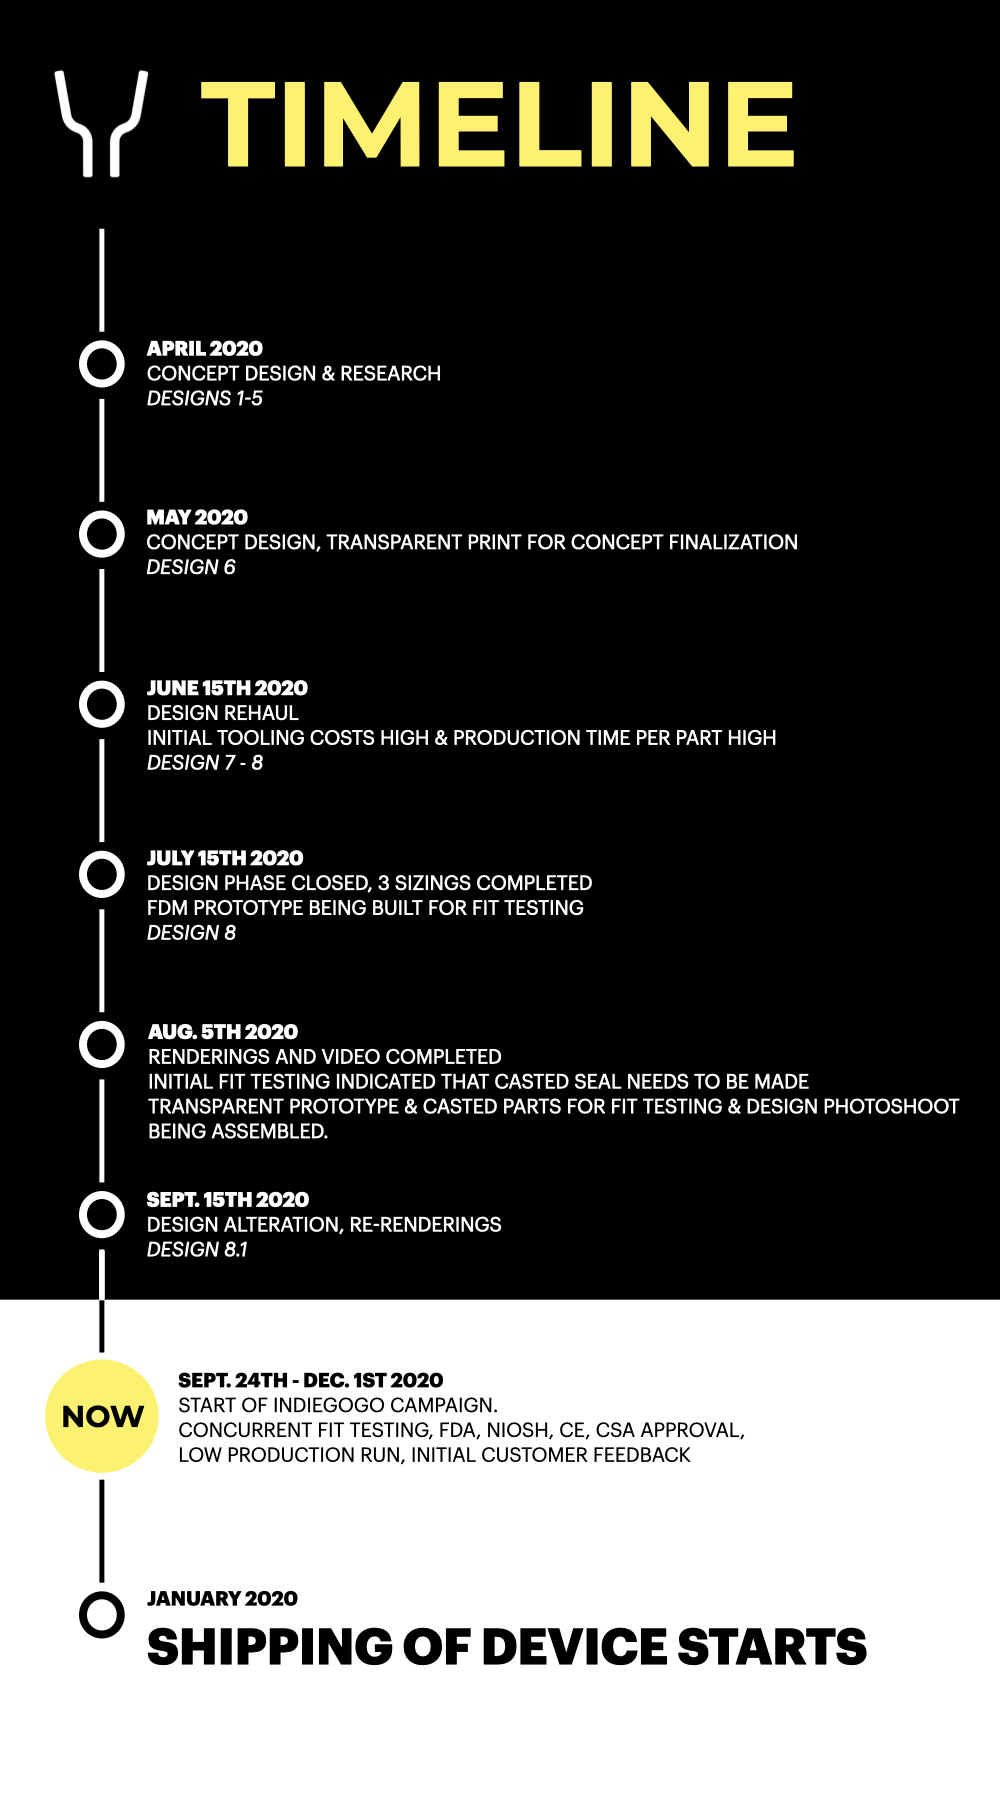 TIMELINE
APRIL 2020
CONCEPT DESIGN & RESEARCH
DESIGNS 1-5
MAY 2020
CONCEPT DESIGN, TRANSPARENT PRINT FOR CONCEPT FINALIZATION
DESIGN 6
JUNE 15TH 2020
DESIGN REHAUL
INITIAL TOOLING COSTS HIGH & PRODUCTION TIME PER PART HIGH
DESIGN 7 - 8
JULY 15TH 2020
DESIGN PHASE CLOSED, 3 SIZINGS COMPLETED
FDM PROTOTYPE BEING BUILT FOR FIT TESTING
DESIGN 8
AUG. 5TH 2020
RENDERINGS AND VIDEO COMPLETED
INITIAL FIT TESTING INDICATED THAT CASTED SEAL NEEDS TO BE MADE
TRANSPARENT PROTOTYPE & CASTED PARTS FOR FIT TESTING & DESIGN PHOTOSHOOT
BEING ASSEMBLED.
SEPT. 15TH 2020
DESIGN ALTERATION, RE-RENDERINGS
DESIGN 8.1
NOW
SEPT. 24TH - DEC. 1ST 2020
START OF INDIEGOGO CAMPAIGN.
CONCURRENT FIT TESTING, FDA, NIOSH, CE, CSA APPROVAL,
LOW PRODUCTION RUN, INITIAL CUSTOMER FEEDBACK
JANUARY 2020
SHIPPING OF DEVICE STARTS